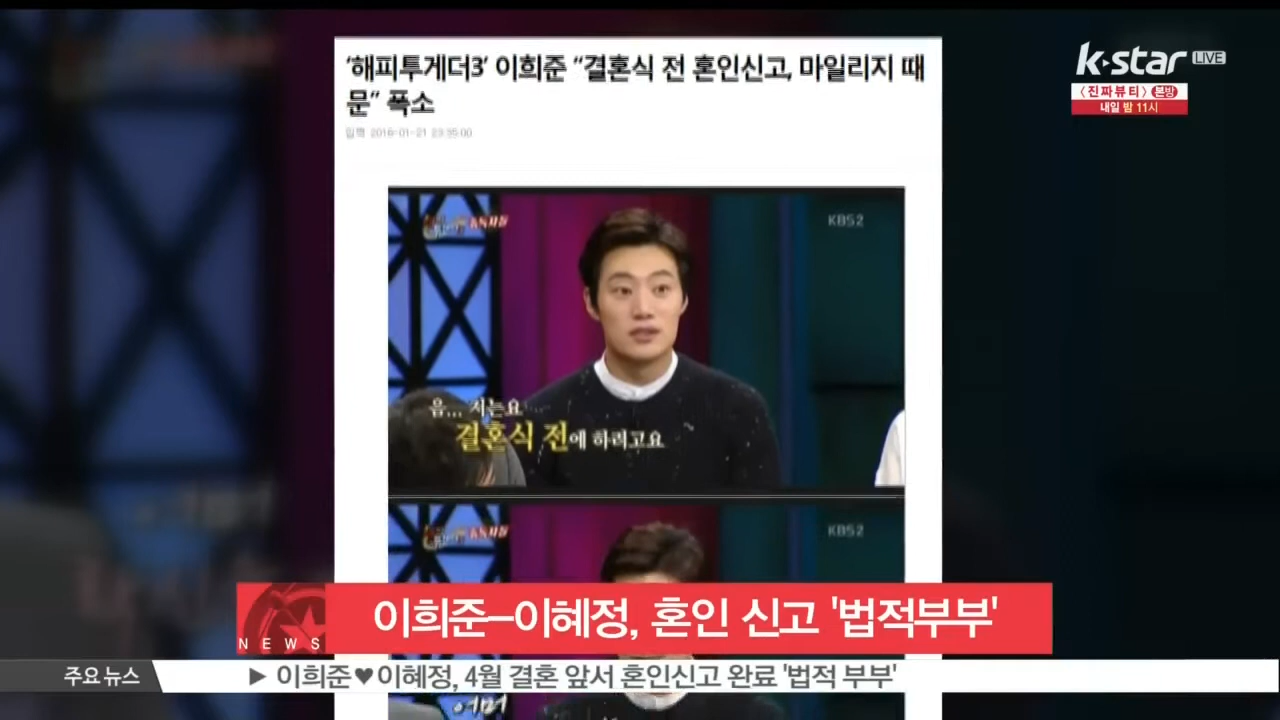 '해피투게더3' 이희준 "결혼식 전 혼인신고, 마일리지 때
문" 폭소
입력 2016-01-21 23:35:00
k-star LIVE
<진짜뷰티> 본방
내일 밤 11시
KBS2
음... 저는요
결혼식 전에 하려고요
KBS2
이희준-이혜정, 혼인 신고 '법적부부'
NEWS
주요 뉴스
▶ 이희준♥이혜정, 4월 결혼 앞서 혼인신고 완료 '법적 부부'